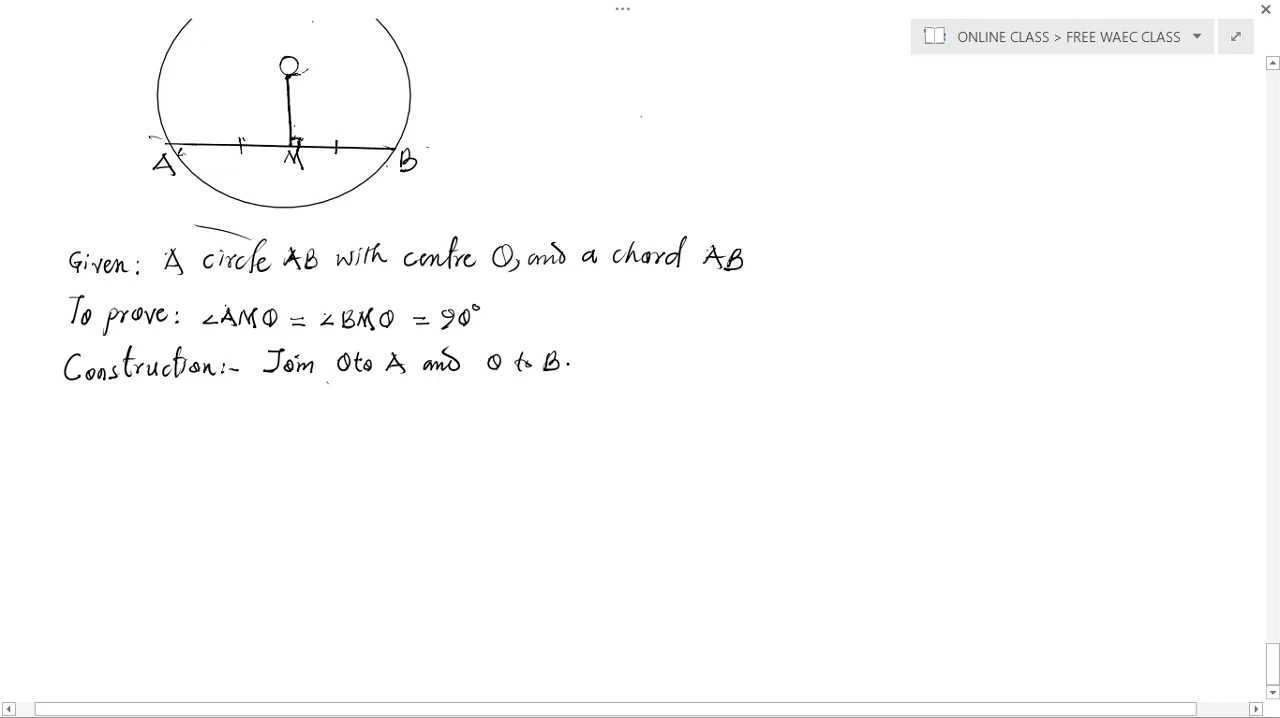 ONLINE CLASS > FREE WAEC CLASS
O
A
M
B
Given: A circle AB with centre O, and a chord AB
To prove: ∠AMO = ∠BMO = 90°
Construction:- Join O to A and O to B.